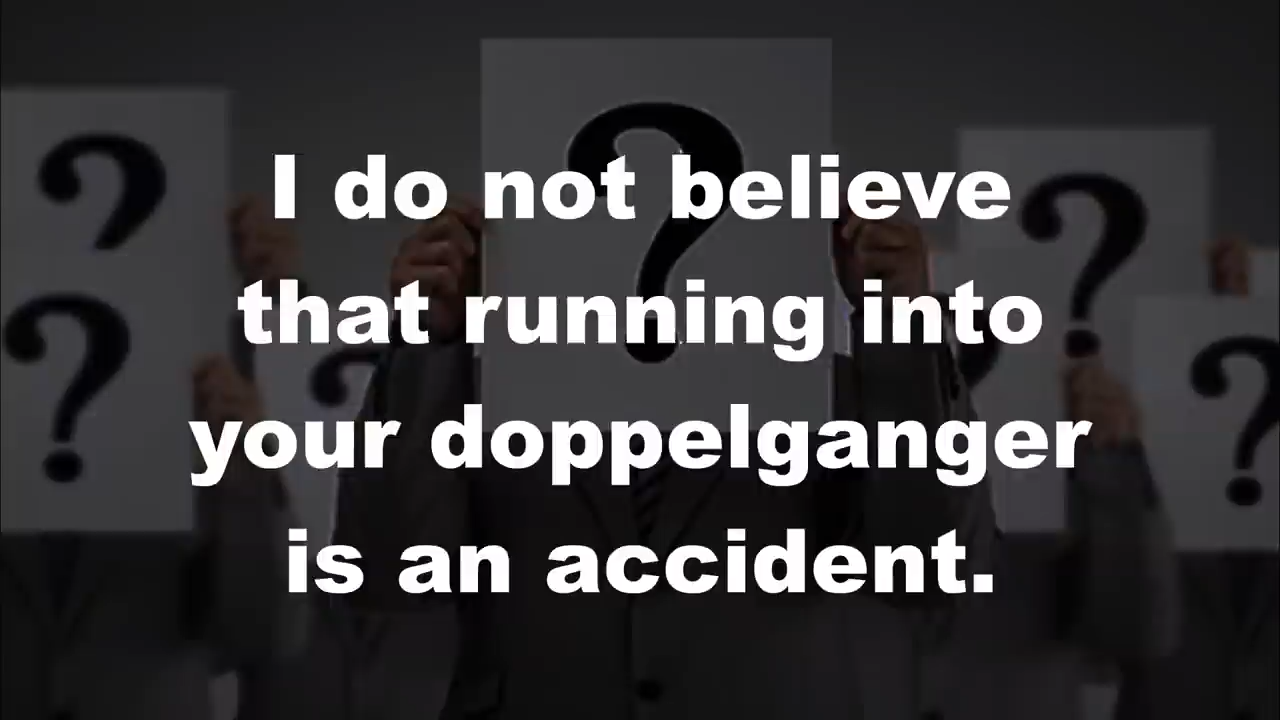 I do not believe
that running into
your doppelganger
is an accident.
? ? ? ? ? ? ?